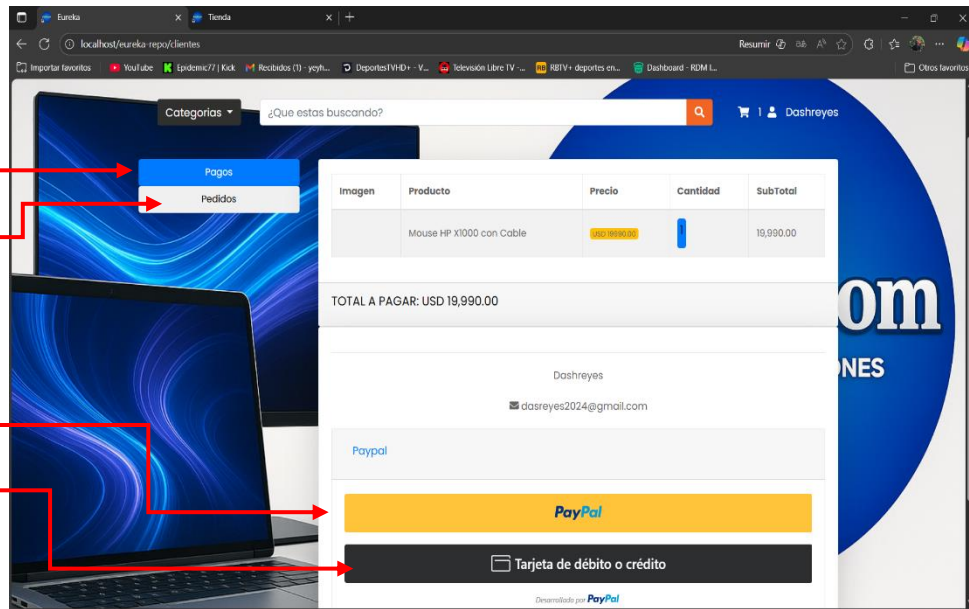 Eureka
Tienda
localhost/eureka-repo/clientes
Resumir
Importar favoritos
YouTube
Epidemic77 | Kick
Recibidos (1) - yeyh...
DeportesTVHD+ - V...
Televisión Libre TV -...
RBTV+ deportes en...
Dashboard - RDM I...
Otros favoritos
Categorias
¿Que estas buscando?
1
Dashreyes
Pagos
Pedidos
Imagen Producto Precio Cantidad SubTotal
Mouse HP X1000 con Cable USD 19990.00 1 19,990.00
TOTAL A PAGAR: USD 19,990.00
om
NES
Dashreyes
dasreyes2024@gmail.com
Paypal
PayPal
Tarjeta de débito o crédito
Desarrollado por PayPal